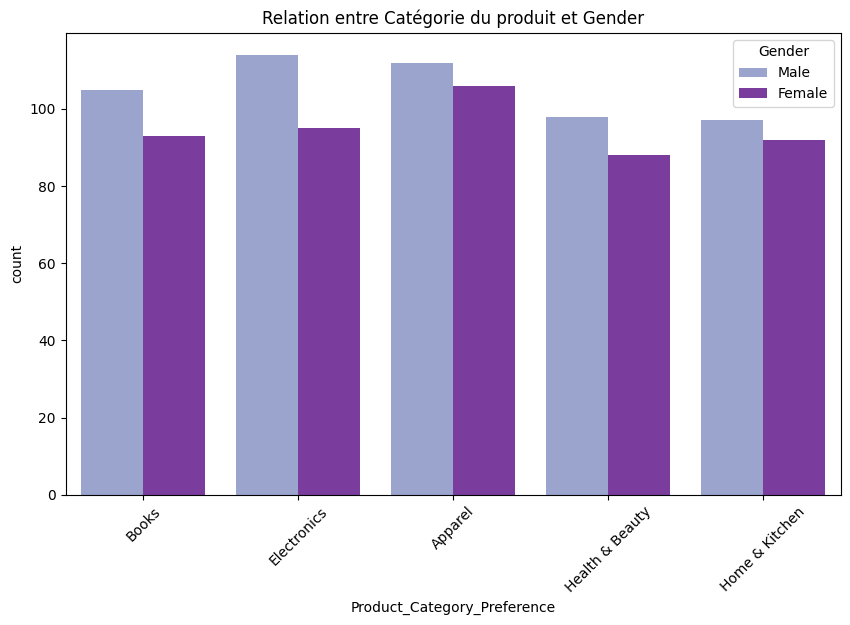 Relation entre Catégorie du produit et Gender
Gender
Male
Female
count
100
80
60
40
20
0
Books
Electronics
Apparel
Health & Beauty
Home & Kitchen
Product_Category_Preference